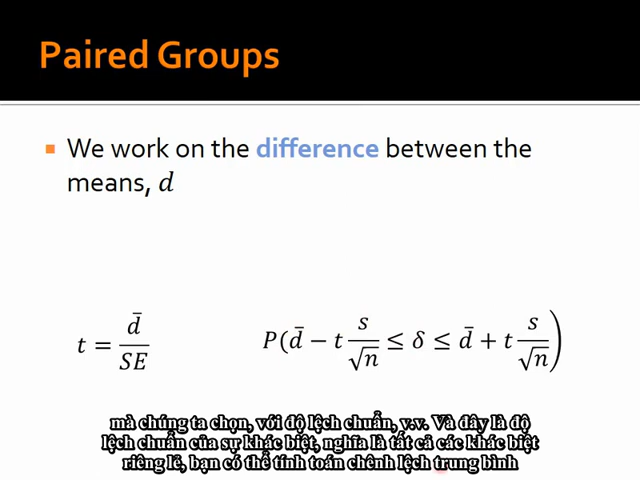 Paired Groups
We work on the difference between the
means, d
t = d̄ / SE
P(d̄ − t s/√n ≤ δ ≤ d̄ + t s/√n)
mà chúng ta chọn, với độ lệch chuẩn, v.v. Và đây là độ
lệch chuẩn của sự khác biệt, nghĩa là tất cả các khác biệt
riêng lẽ, bạn có thể tính toán chênh lệch trung bình